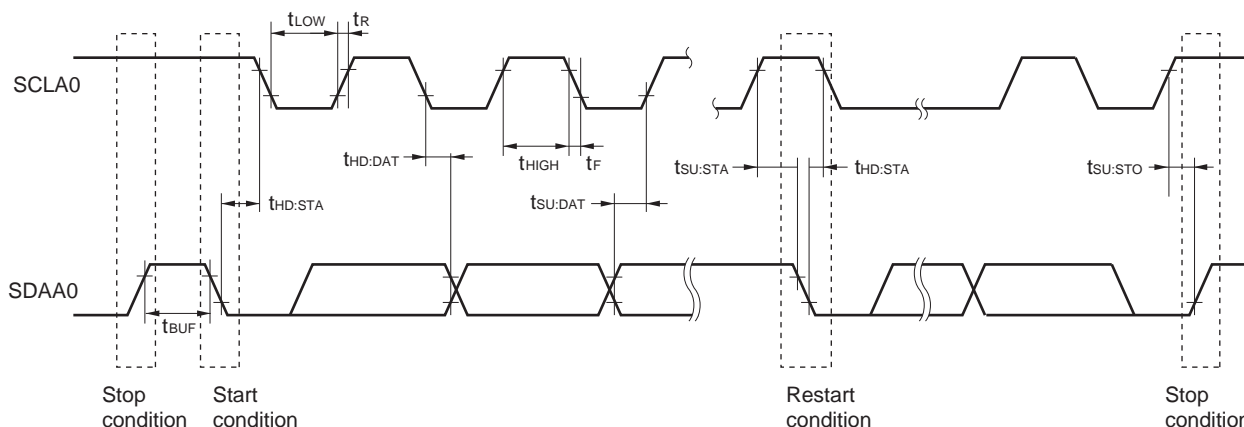 tLOW
tR
SCLA0
tHD:DAT
tHIGH
tF
tSU:STA
tHD:STA
tSU:STO
tHD:STA
tSU:DAT
SDAA0
tBUF
Stop
condition
Start
condition
Restart
condition
Stop
condition